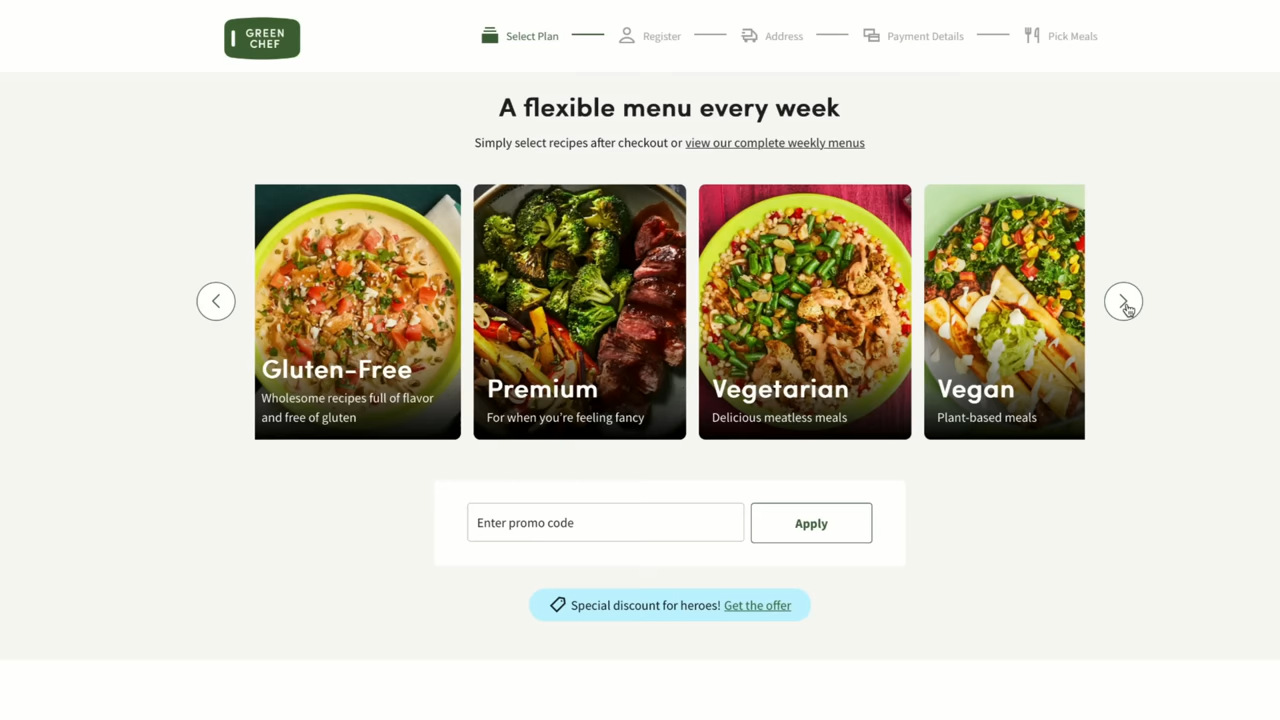 GREEN
CHEF
Select Plan
Register
Address
Payment Details
Pick Meals
A flexible menu every week
Simply select recipes after checkout or view our complete weekly menus
Gluten-Free
Wholesome recipes full of flavor
and free of gluten
Premium
For when you're feeling fancy
Vegetarian
Delicious meatless meals
Vegan
Plant-based meals
Enter promo code
Apply
Special discount for heroes! Get the offer